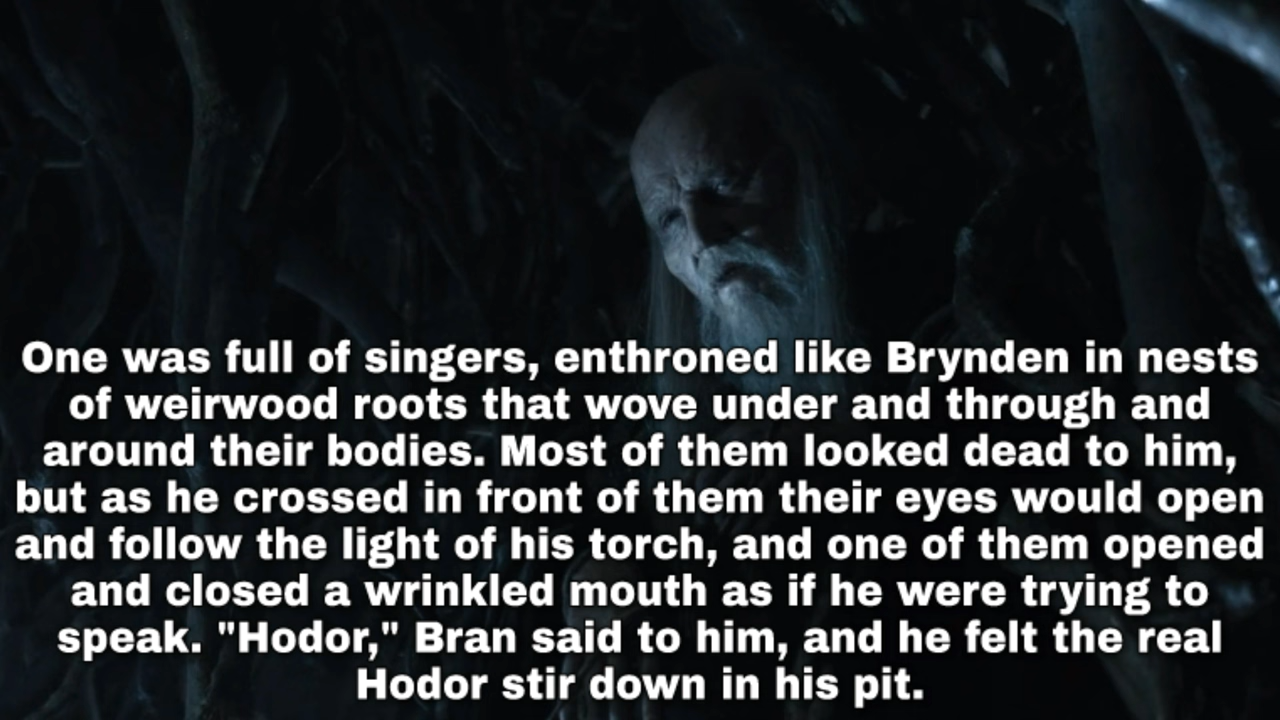 One was full of singers, enthroned like Brynden in nests
of weirwood roots that wove under and through and
around their bodies. Most of them looked dead to him,
but as he crossed in front of them their eyes would open
and follow the light of his torch, and one of them opened
and closed a wrinkled mouth as if he were trying to
speak. "Hodor," Bran said to him, and he felt the real
Hodor stir down in his pit.